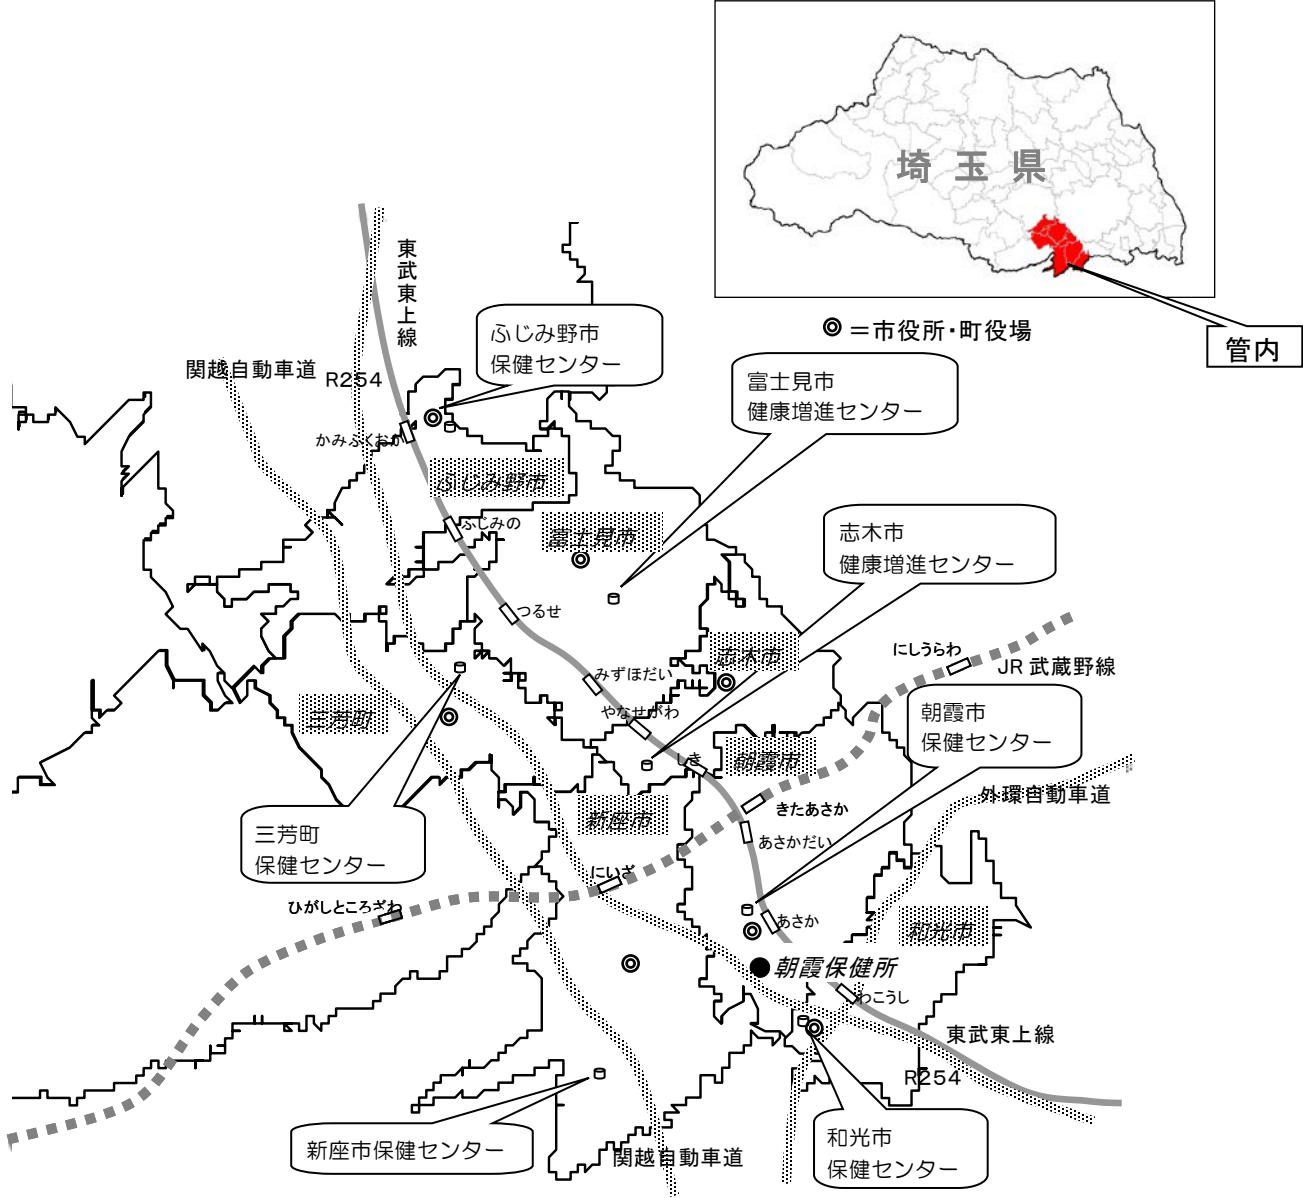 埼玉県
管内
◎＝市役所・町役場
東武東上線
ふじみ野市
保健センター
関越自動車道
R254
富士見市
健康増進センター
かみふくおか
ふじみ野市
ふじみの
富士見市
志木市
健康増進センター
つるせ
にしうらわ
JR 武蔵野線
志木市
みずほだい
やなせがわ
三芳町
朝霞市
保健センター
しき
朝霞市
外環自動車道
きたあさか
新座市
あさかだい
三芳町
保健センター
にいざ
ひがしところざわ
あさか
和光市
朝霞保健所
わこうし
東武東上線
R254
新座市保健センター
関越自動車道
和光市
保健センター